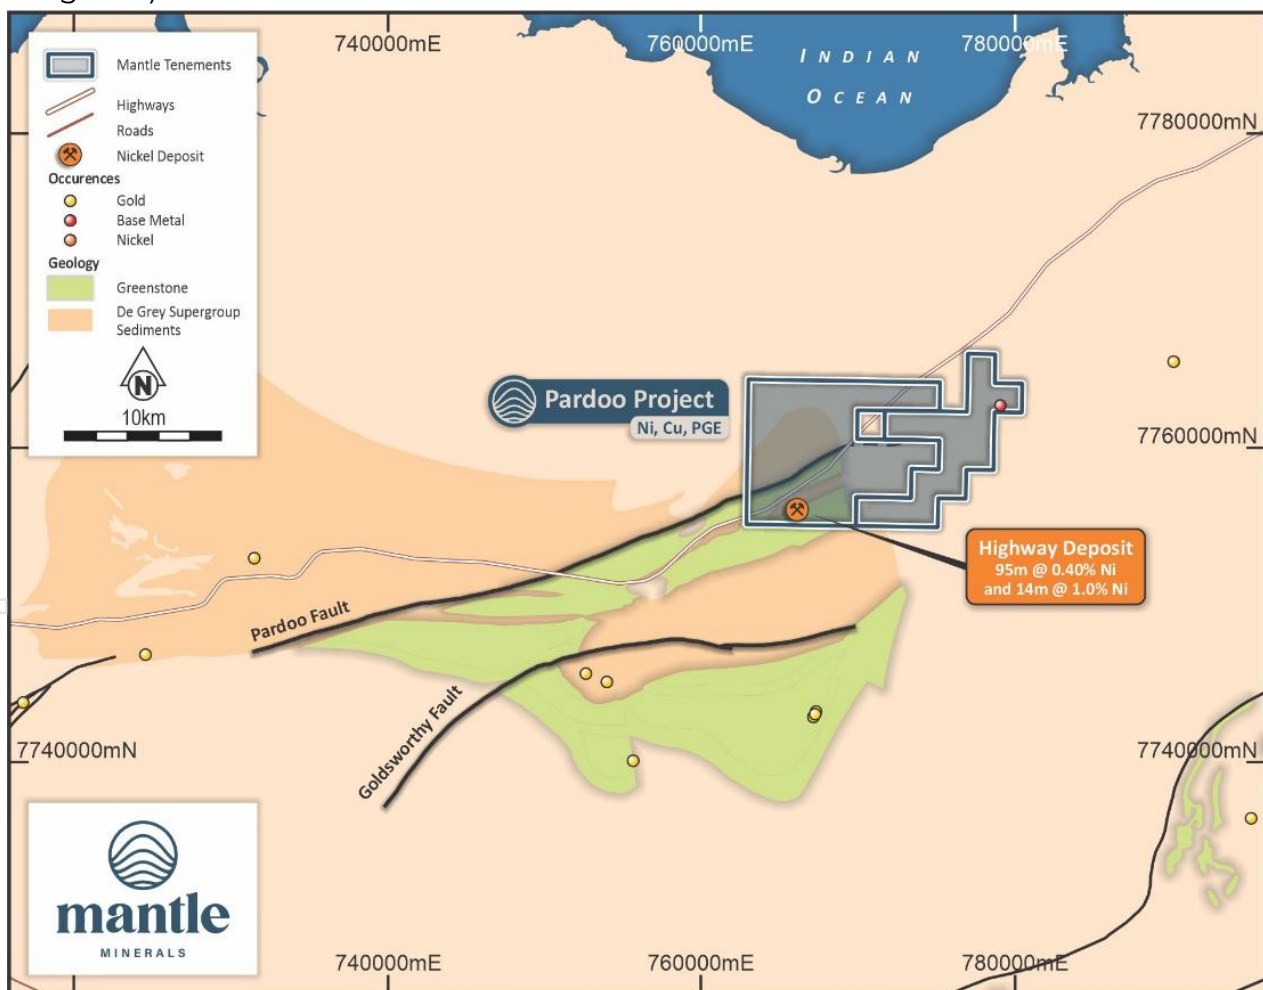 740000mE
760000mE
780000mE
INDIAN
OCEAN
7780000mN
Mantle Tenements
Highways
Roads
Nickel Deposit
Occurences
Gold
Base Metal
Nickel
Geology
Greenstone
De Grey Supergroup
Sediments
N
10km
Pardoo Project
Ni, Cu, PGE
7760000mN
Highway Deposit
95m @ 0.40% Ni
and 14m @ 1.0% Ni
Pardoo Fault
Goldsworthy Fault
7740000mN
7740000mN
mantle
MINERALS
740000mE
760000mE
780000mE